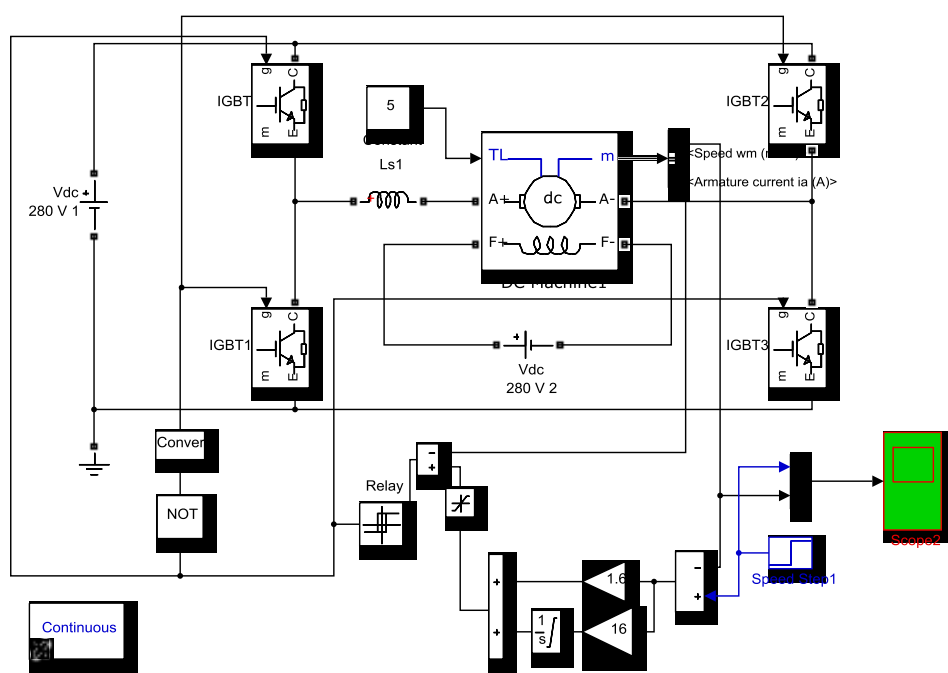 g
C
IGBT
m
E
5
Ls1
TL
m
A+
dc
A-
F+
F-
DC Machine1
g
C
IGBT2
m
E
<Speed wm
<Armature current ia (A)>
Vdc
280 V 1
+
g
C
IGBT1
m
E
+
Vdc
280 V 2
g
C
IGBT3
m
E
Conver
NOT
Relay
−
+
+
+
1
s
1.6
16
−
+
Speed Step1
Scope2
Continuous